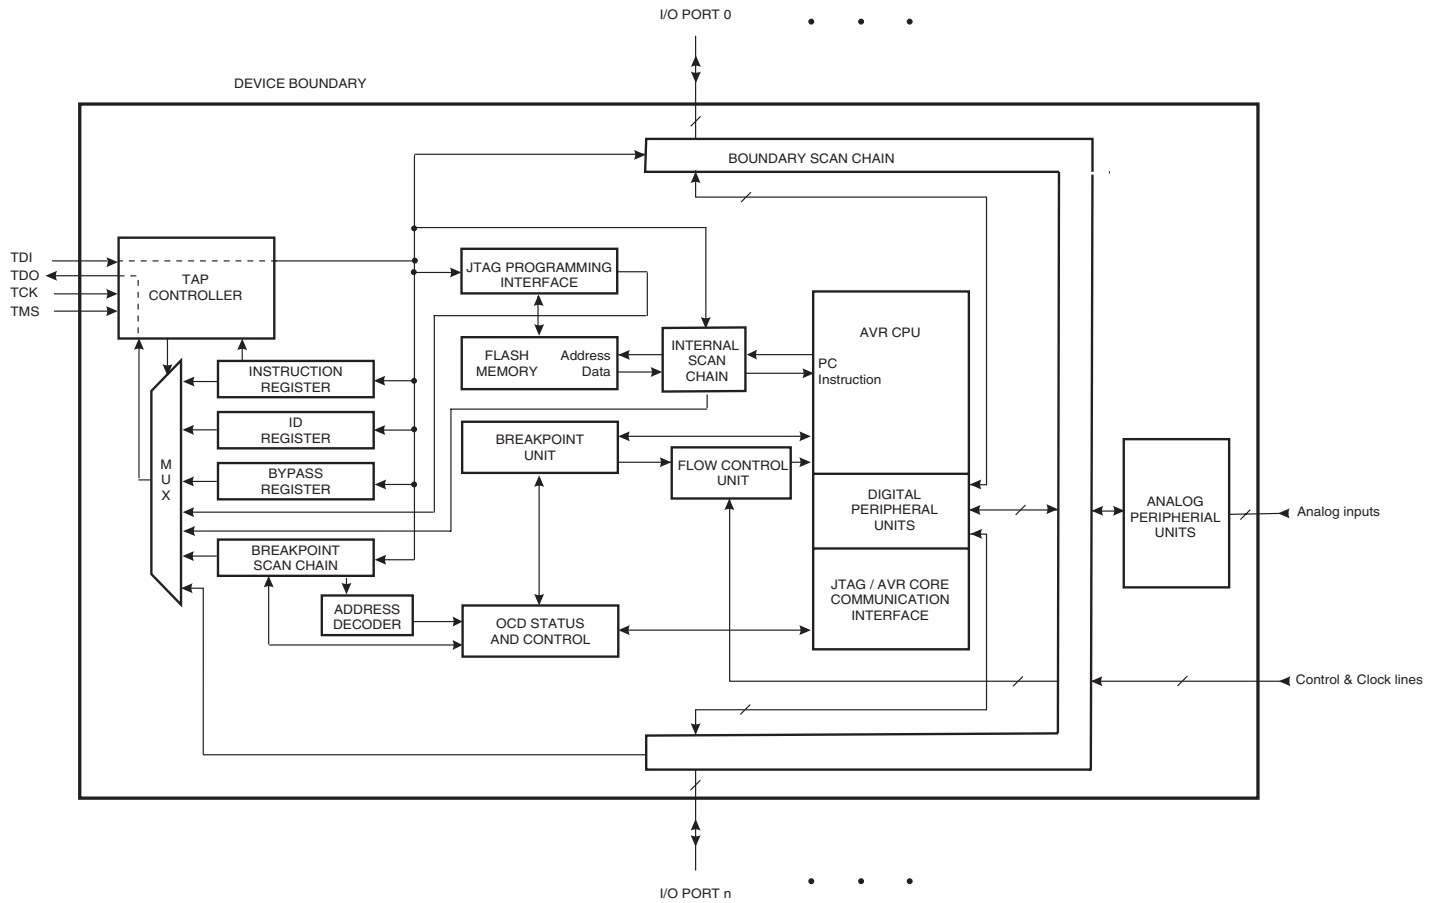 I/O PORT 0
DEVICE BOUNDARY
BOUNDARY SCAN CHAIN
TDI
TDO
TCK
TMS
TAP
CONTROLLER
JTAG PROGRAMMING
INTERFACE
FLASH
MEMORY
Address
Data
INTERNAL
SCAN
CHAIN
AVR CPU
PC
Instruction
INSTRUCTION
REGISTER
ID
REGISTER
BYPASS
REGISTER
M
U
X
BREAKPOINT
UNIT
FLOW CONTROL
UNIT
DIGITAL
PERIPHERAL
UNITS
ANALOG
PERIPHERIAL
UNITS
Analog inputs
BREAKPOINT
SCAN CHAIN
ADDRESS
DECODER
OCD STATUS
AND CONTROL
JTAG / AVR CORE
COMMUNICATION
INTERFACE
Control & Clock lines
I/O PORT n